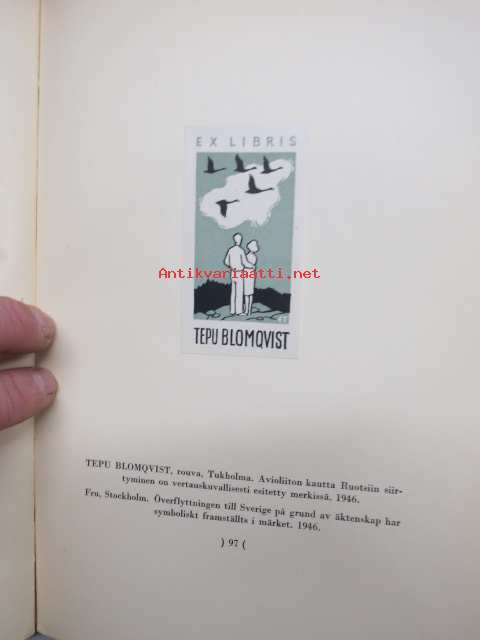 EX LIBRIS
Antikvariaatti.net
TEPU BLOMQVIST
TEPU BLOMQVIST, rouva, Tukholma. Avioliiton kautta Ruotsiin siir-
tyminen on vertauskuvallisesti esitetty merkissä. 1946.
Fru, Stockholm. Överflyttningen till Sverige på grund av äktenskap har
symboliskt framställts i märket. 1946.
) 97 (